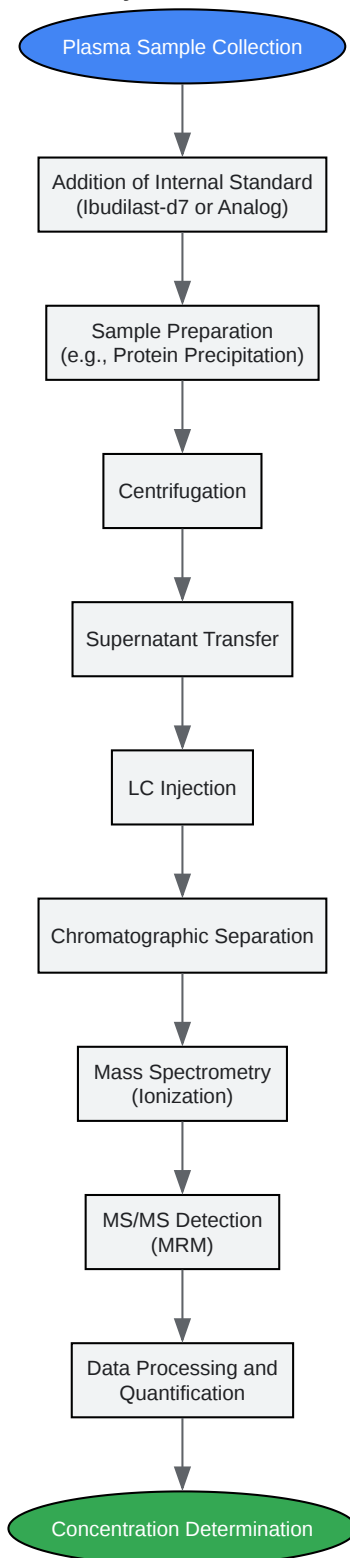 Plasma Sample Collection
Addition of Internal Standard
(Ibudilast-d7 or Analog)
Sample Preparation
(e.g., Protein Precipitation)
Centrifugation
Supernatant Transfer
LC Injection
Chromatographic Separation
Mass Spectrometry
(Ionization)
MS/MS Detection
(MRM)
Data Processing and
Quantification
Concentration Determination